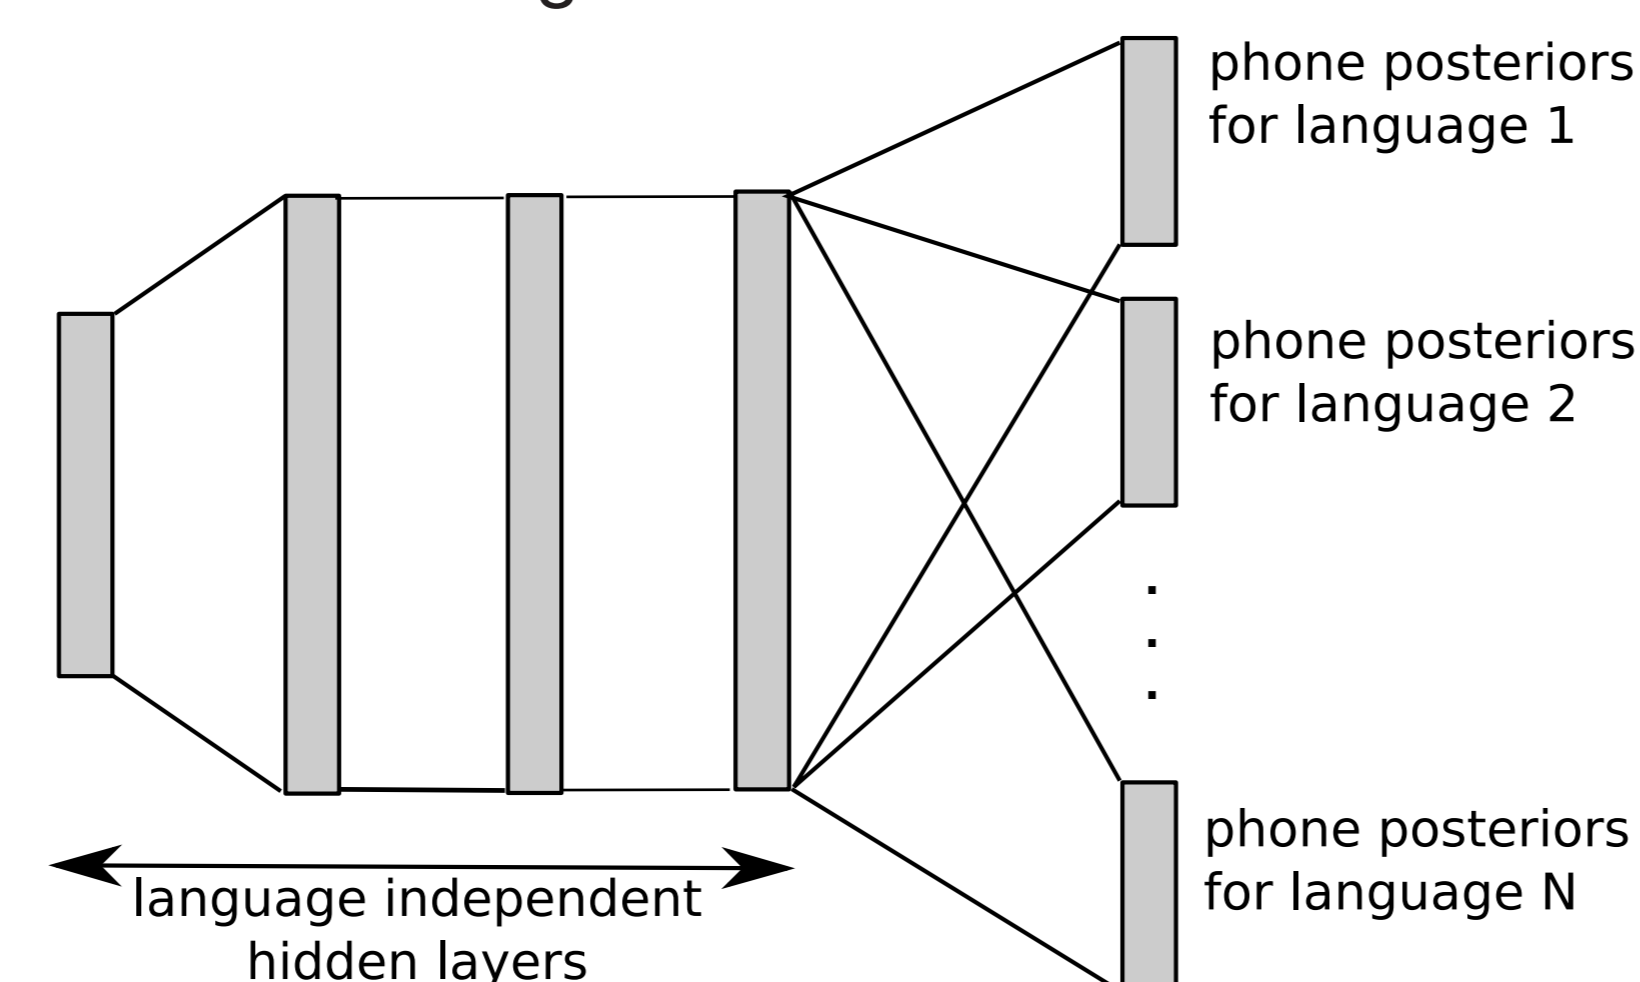 phone posteriors
for language 1
phone posteriors
for language 2
.
.
.
phone posteriors
for language N
language independent
hidden layers